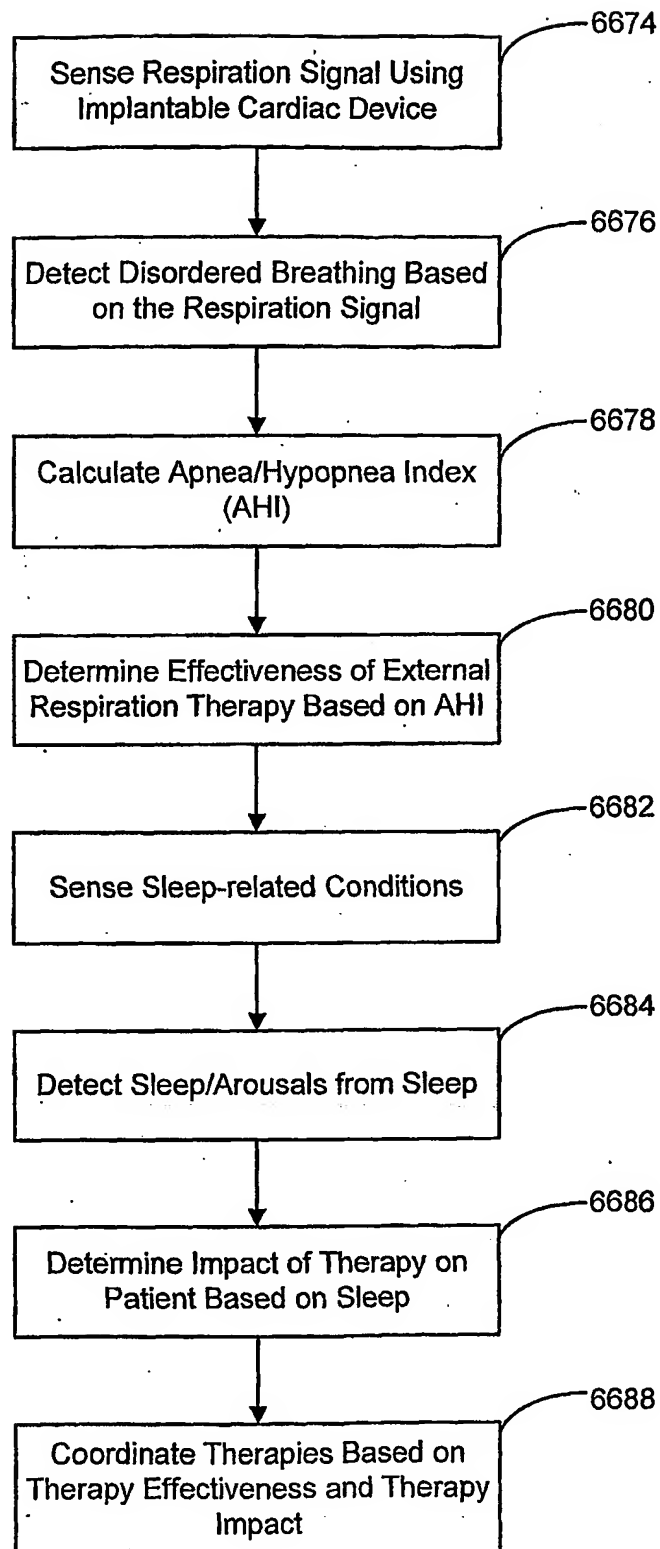 6674
Sense Respiration Signal Using
Implantable Cardiac Device
6676
Detect Disordered Breathing Based
on the Respiration Signal
6678
Calculate Apnea/Hypopnea Index
(AHI)
6680
Determine Effectiveness of External
Respiration Therapy Based on AHI
6682
Sense Sleep-related Conditions
6684
Detect Sleep/Arousals from Sleep
6686
Determine Impact of Therapy on
Patient Based on Sleep
6688
Coordinate Therapies Based on
Therapy Effectiveness and Therapy
Impact